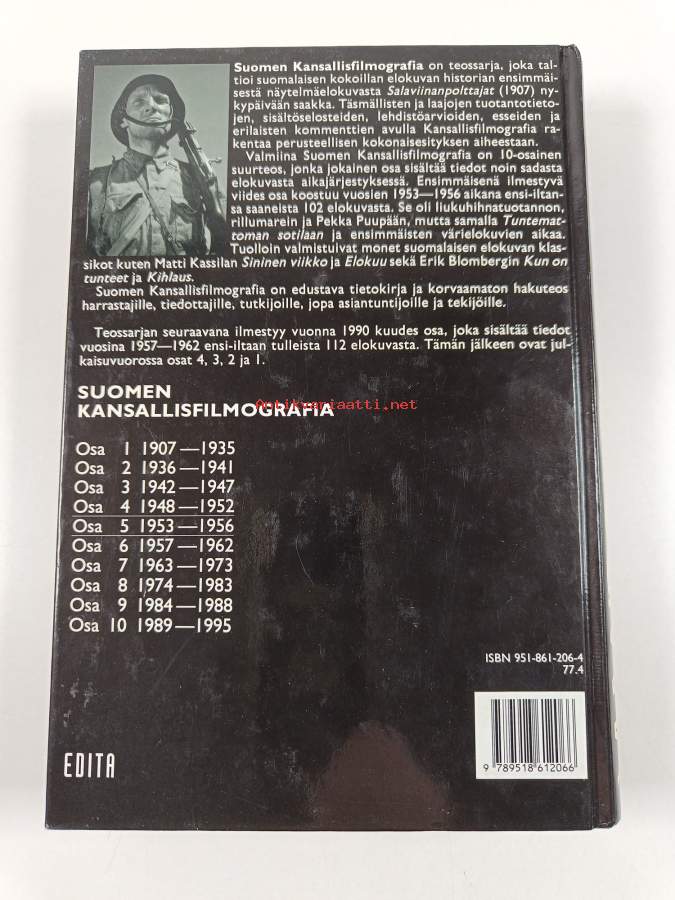 Suomen Kansallisfilmografia on teossarja, joka tal-
tioi suomalaisen kokoillan elokuvan historian ensimmäi-
sestä näytelmäelokuvasta Salaviinanpolttajat (1907) ny-
kypäivään saakka. Täsmällisten ja laajojen tuotantotieto-
jen, sisältöselosteiden, lehdistöarvioiden, esseiden ja
erilaisten kommenttien avulla Kansallisfilmografia ra-
kentaa perusteellisen kokonaisesityksen aiheestaan.
Valmiina Suomen Kansallisfilmografia on 10-osainen
suurteos, jonka jokainen osa sisältää tiedot noin sadasta
elokuvasta aikajärjestyksessä. Ensimmäisenä ilmestyvä
viides osa koostuu vuosien 1953—1956 aikana ensi-iltan-
sa saaneista 102 elokuvasta. Se oli liukuhihnatuotannon,
rillumarein ja Pekka Puupään, mutta samalla Tuntemat-
toman sotilaan ja ensimmäisten värielokuvien aikaa.
Tuolloin valmistuivat monet suomalaisen elokuvan klas-
sikot kuten Matti Kassilan Sininen viikko ja Elokuu sekä Erik Blombergin Kun on
tunteet ja Kihlaus.
Suomen Kansallisfilmografia on edustava tietokirja ja korvaamaton hakuteos
harrastajille, tiedottajille, tutkijoille, jopa asiantuntijoille ja tekijöille.
Teossarjan seuraavana ilmestyy vuonna 1990 kuudes osa, joka sisältää tiedot
vuosina 1957—1962 ensi-iltaan tulleista 112 elokuvasta. Tämän jälkeen ovat jul-
kaisuvuorossa osat 4, 3, 2 ja 1.
SUOMEN
KANSALLISFILMOGRAFIA
Antikvariaatti.net
Osa 1 1907—1935
Osa 2 1936—1941
Osa 3 1942—1947
Osa 4 1948—1952
Osa 5 1953—1956
Osa 6 1957—1962
Osa 7 1963—1973
Osa 8 1974—1983
Osa 9 1984—1988
Osa 10 1989—1995
ISBN 951-861-206-4
77.4
9 789518 612066
EDITA